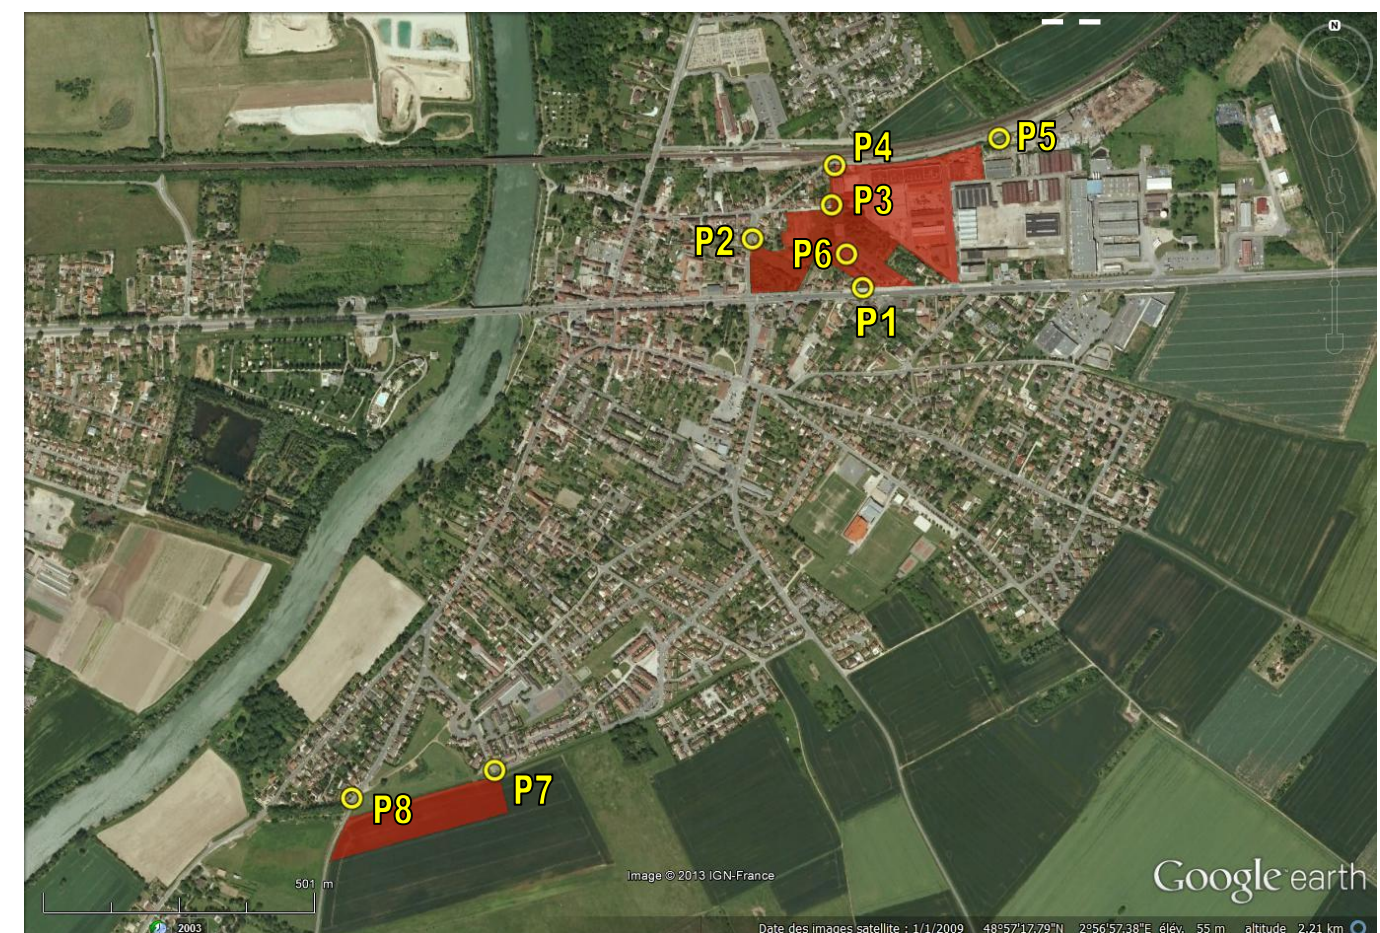 N
P4
P5
P3
P2
P6
P1
P7
P8
Image © 2013 IGN-France
Google earth
501 m
2003
Date des images satellite : 1/1/2009 48°57'17.79"N 2°56'57.38"E élév. 55 m altitude 2.21 km